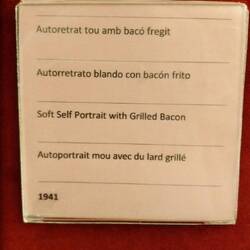 Autoretrat tou amb bacó fregit
Autorretrato blando con bacón frito
Soft Self Portrait with Grilled Bacon
Autoportrait mou avec du lard grillé
1941